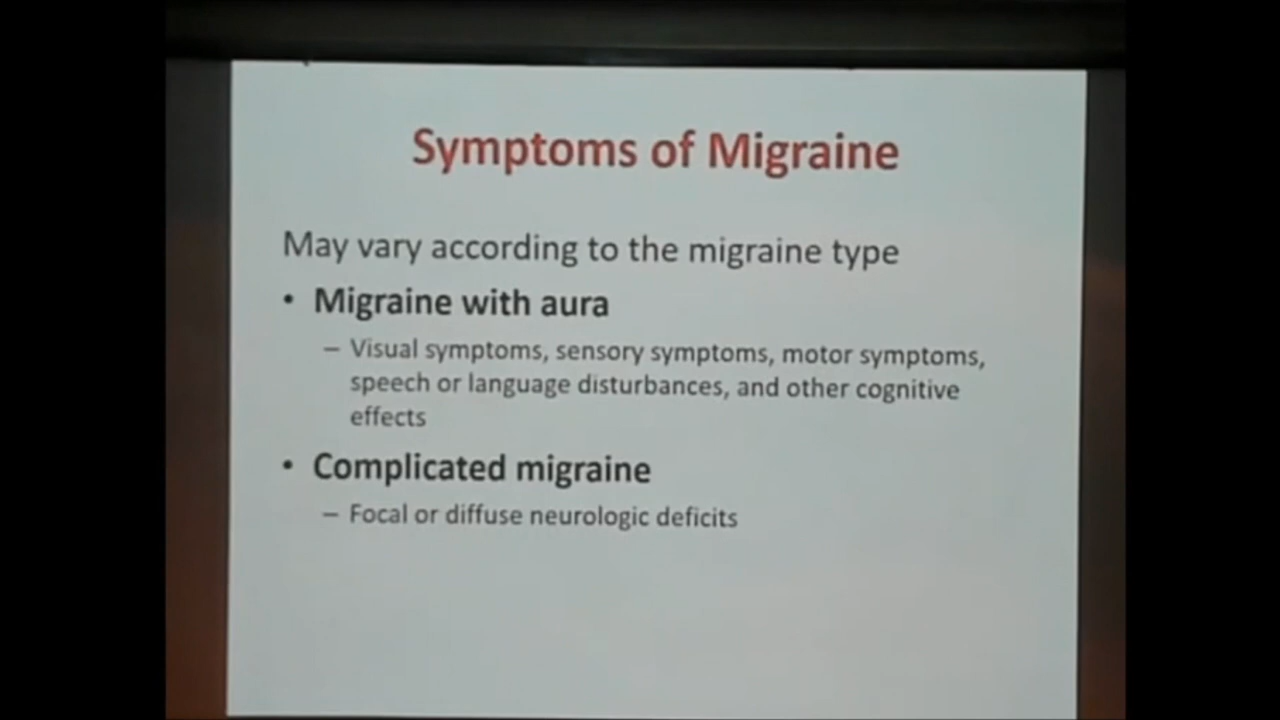 Symptoms of Migraine
May vary according to the migraine type
• Migraine with aura
– Visual symptoms, sensory symptoms, motor symptoms,
speech or language disturbances, and other cognitive
effects
• Complicated migraine
– Focal or diffuse neurologic deficits